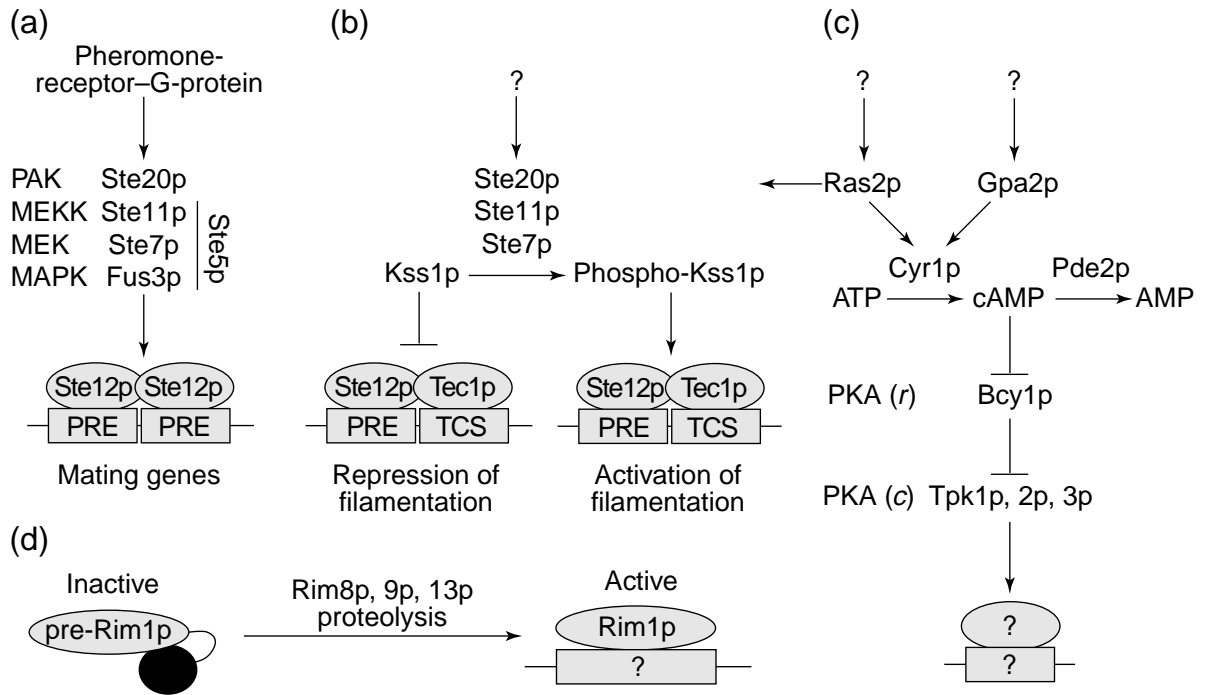 (a)
Pheromone-
receptor–G-protein
PAK Ste20p
MEKK Ste11p
MEK Ste7p
MAPK Fus3p
Ste5p
Ste12p Ste12p
PRE PRE
Mating genes
(b)
?
Ste20p
Ste11p
Ste7p
Kss1p Phospho-Kss1p
Ste12p Tec1p
PRE TCS
Repression of
filamentation
Ste12p Tec1p
PRE TCS
Activation of
filamentation
(c)
? ?
Ras2p Gpa2p
Cyr1p Pde2p
ATP cAMP AMP
PKA (r) Bcy1p
PKA (c) Tpk1p, 2p, 3p
?
?
(d)
Inactive
pre-Rim1p
Rim8p, 9p, 13p
proteolysis
Active
Rim1p
?